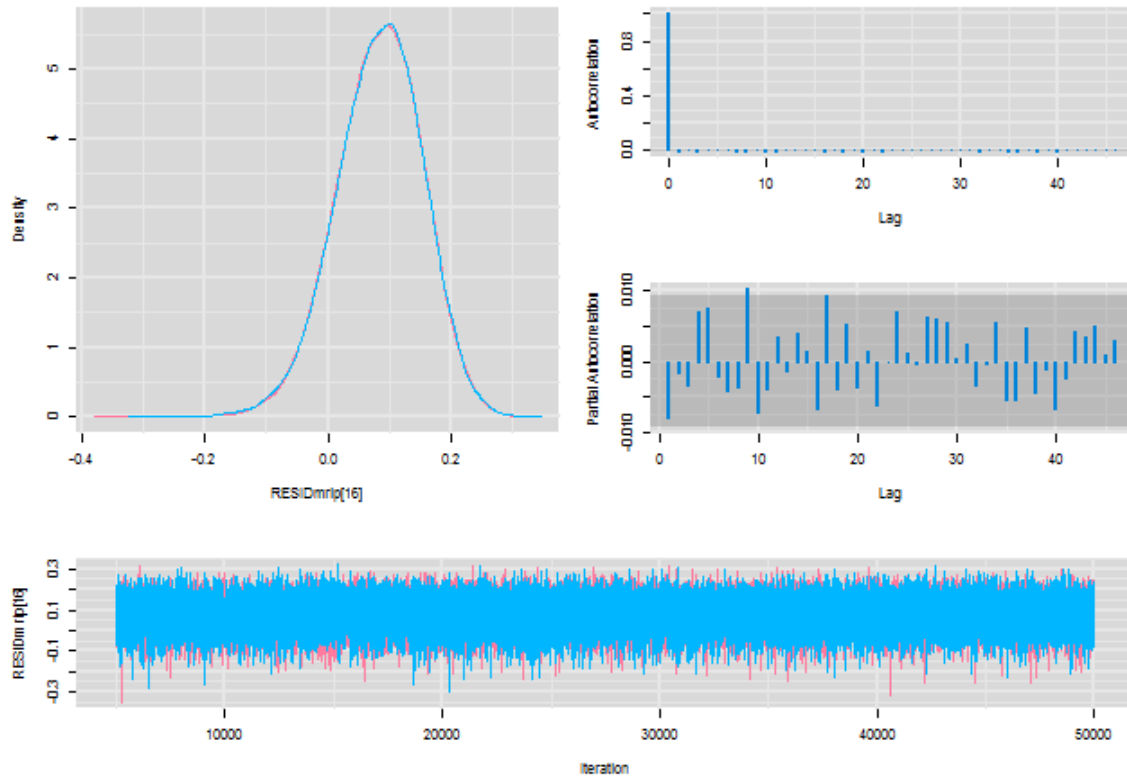 Density
0 1 2 3 4 5
-0.4 -0.2 0.0 0.2
RESIDmrip[16]
Autocorrelation
0.0 0.4 0.8
0 10 20 30 40
Lag
Partial Autocorrelation
-0.010 0.000 0.010
0 10 20 30 40
Lag
RESIDmrip[16]
-0.3 -0.1 0.1 0.3
10000 20000 30000 40000 50000
Iteration